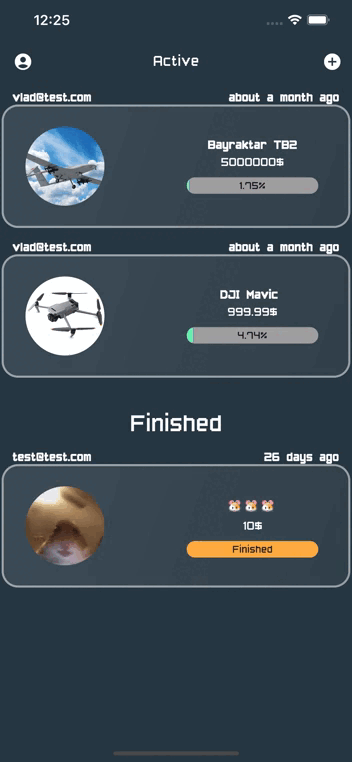 12:25
Active
vlad@test.com about a month ago
Bayraktar TB2
5000000$
1.75%
vlad@test.com about a month ago
DJI Mavic
999.99$
4.74%
Finished
test@test.com 26 days ago
🐹🐹🐹
10$
Finished